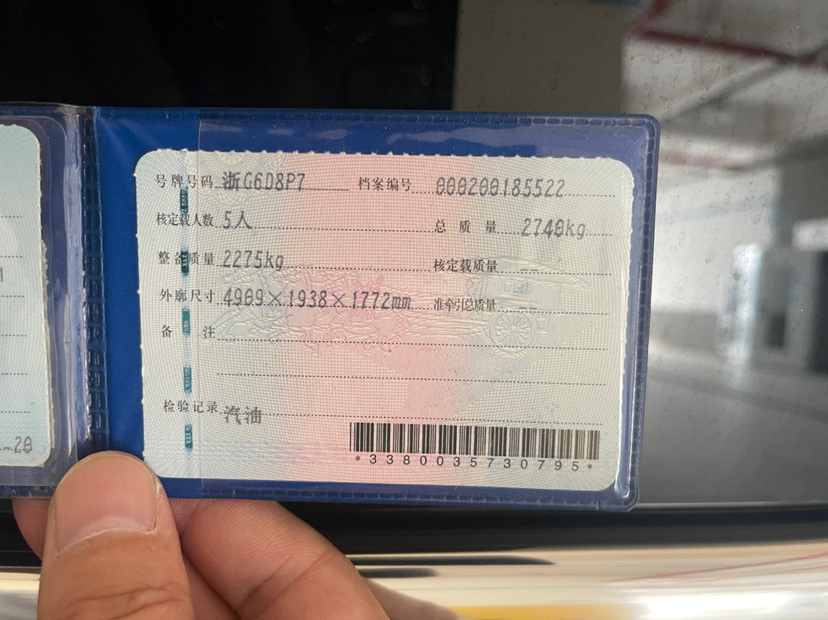 号牌号码 浙G6D8P7 档案编号 000200185522
核定载人数 5人 总质量 2740kg
整备质量 2275kg 核定载质量 --
外廓尺寸 4909×1938×1772mm 准牵引总质量 --
备注
检验记录 汽油
*3380035730795*
-20